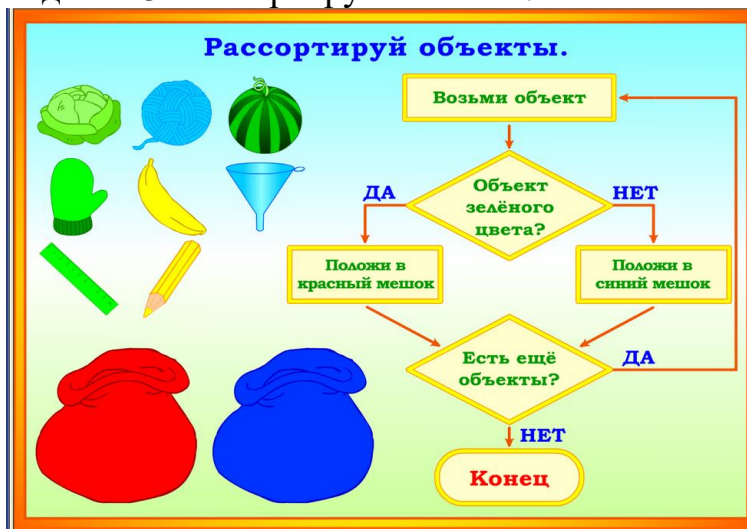 Рассортируй объекты.
Возьми объект
ДА
Объект
зелёного
цвета?
НЕТ
Положи в
красный мешок
Положи в
синий мешок
Есть ещё
объекты?
ДА
НЕТ
Конец